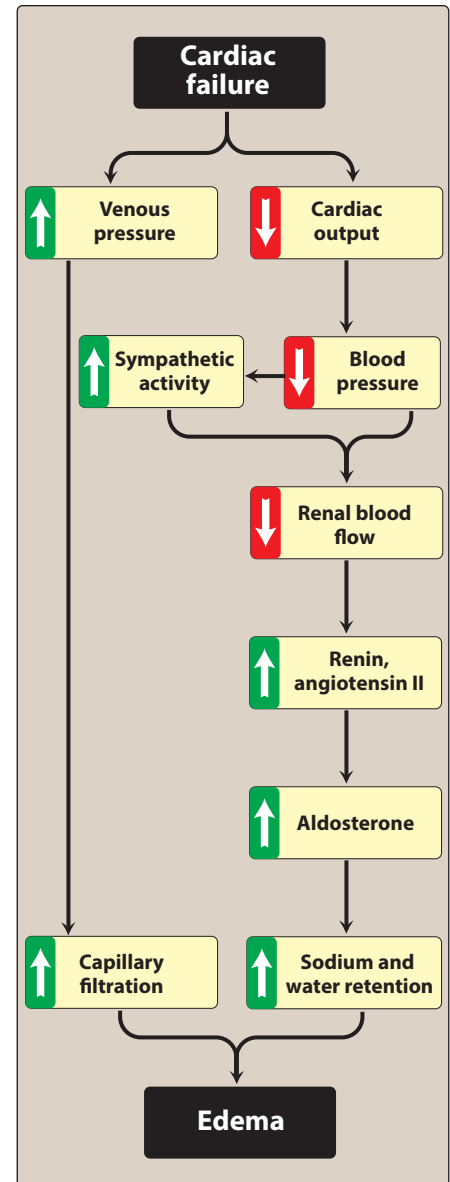 Cardiac
failure
Venous
pressure
Cardiac
output
Sympathetic
activity
Blood
pressure
Renal blood
flow
Renin,
angiotensin II
Aldosterone
Capillary
filtration
Sodium and
water retention
Edema